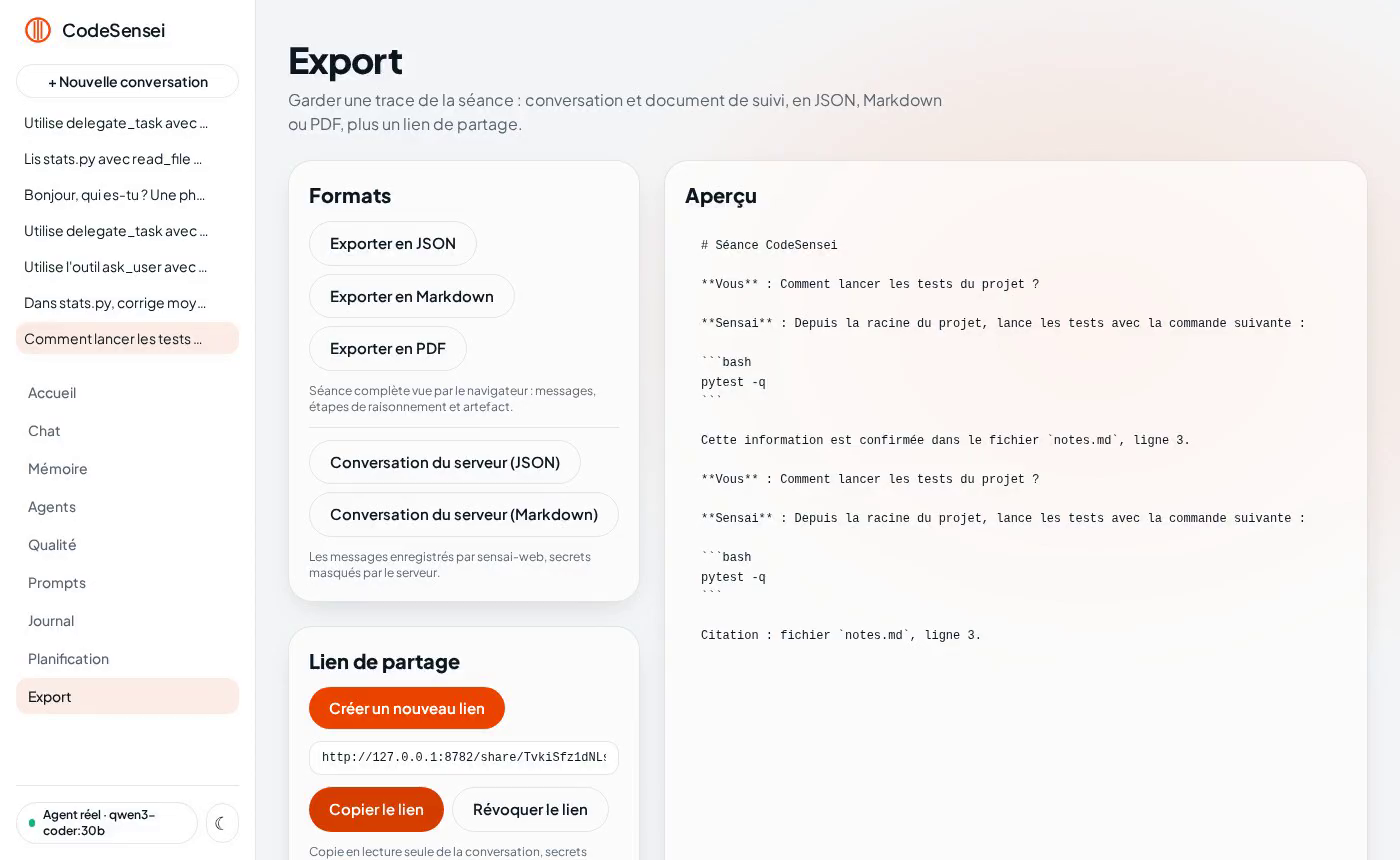 CodeSensei
+ Nouvelle conversation
Utilise delegate_task avec ...
Lis stats.py avec read_file ...
Bonjour, qui es-tu ? Une ph...
Utilise delegate_task avec ...
Utilise l'outil ask_user avec ...
Dans stats.py, corrige moy...
Comment lancer les tests ...
Accueil
Chat
Mémoire
Agents
Qualité
Prompts
Journal
Planification
Export
Agent réel · qwen3-
coder:30b
Export
Garder une trace de la séance : conversation et document de suivi, en JSON, Markdown
ou PDF, plus un lien de partage.
Formats
Exporter en JSON
Exporter en Markdown
Exporter en PDF
Séance complète vue par le navigateur : messages,
étapes de raisonnement et artefact.
Conversation du serveur (JSON)
Conversation du serveur (Markdown)
Les messages enregistrés par sensai-web, secrets
masqués par le serveur.
Lien de partage
Créer un nouveau lien
http://127.0.0.1:8782/share/TvkiSfz1dNLs
Copier le lien
Révoquer le lien
Copie en lecture seule de la conversation, secrets
Aperçu
# Séance CodeSensei
**Vous** : Comment lancer les tests du projet ?
**Sensai** : Depuis la racine du projet, lance les tests avec la commande suivante :
```bash
pytest -q
```
Cette information est confirmée dans le fichier `notes.md`, ligne 3.
**Vous** : Comment lancer les tests du projet ?
**Sensai** : Depuis la racine du projet, lance les tests avec la commande suivante :
```bash
pytest -q
```
Citation : fichier `notes.md`, ligne 3.